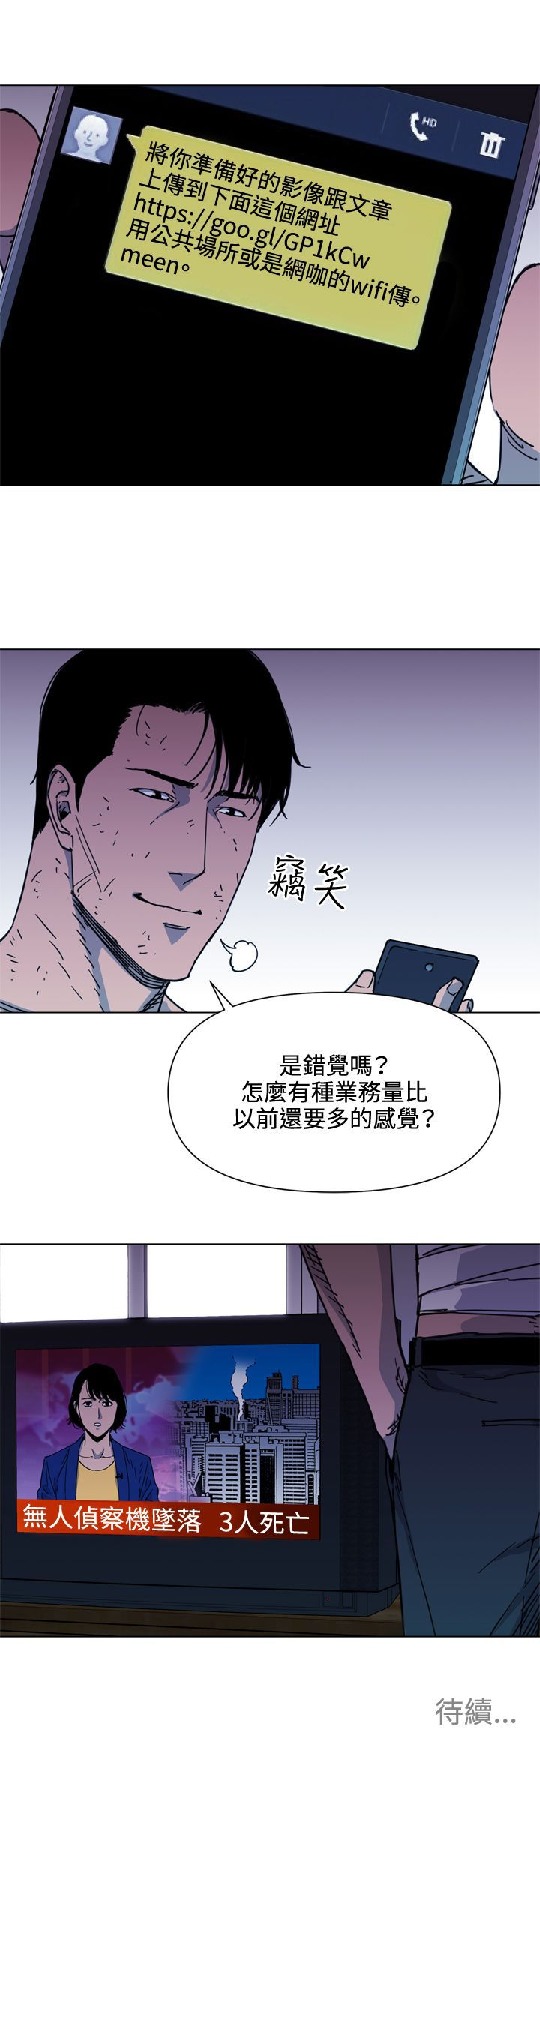 HD
將你準備好的影像跟文章
上傳到下面這個網址
https://goo.gl/GP1kCw
用公共場所或是網咖的wifi傳。
meen。
竊笑
是錯覺嗎？
怎麼有種業務量比
以前還要多的感覺？
無人偵察機墜落 3人死亡
待續...